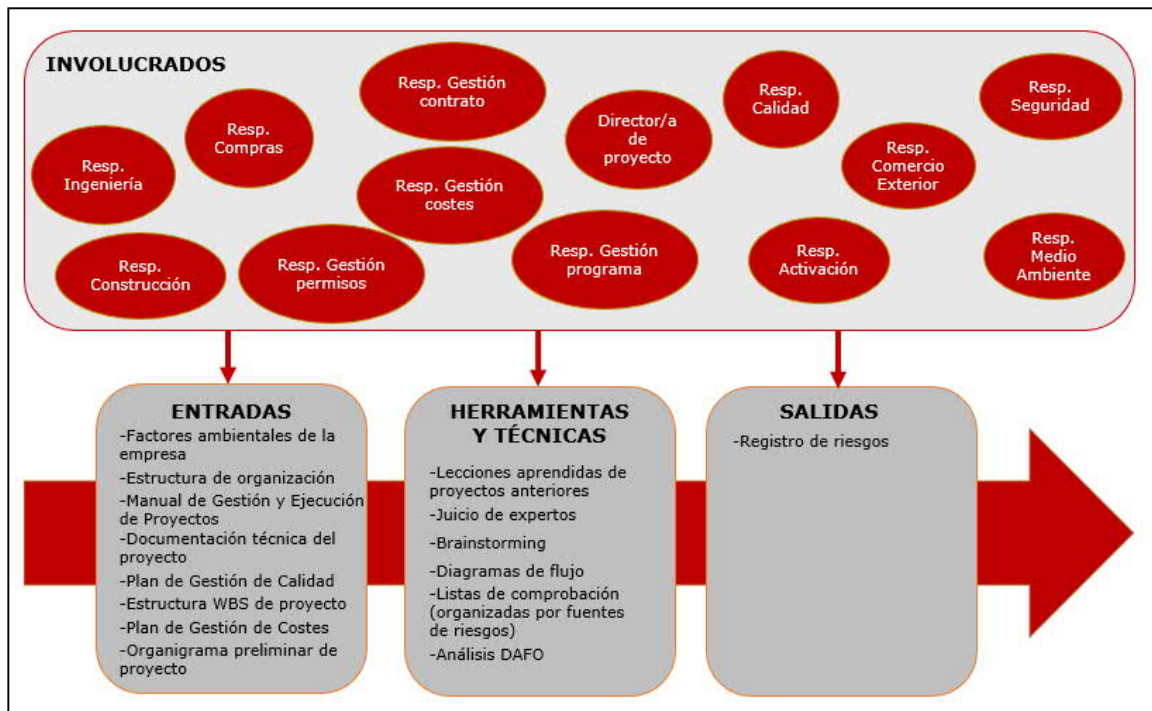 INVOLUCRADOS
Resp.
Ingeniería
Resp.
Compras
Resp. Gestión
contrato
Resp. Gestión
costes
Director/a
de
proyecto
Resp.
Calidad
Resp.
Comercio
Exterior
Resp.
Seguridad
Resp.
Construcción
Resp. Gestión
permisos
Resp. Gestión
programa
Resp.
Activación
Resp.
Medio
Ambiente
ENTRADAS
-Factores ambientales de la
empresa
-Estructura de organización
-Manual de Gestión y Ejecución
de Proyectos
-Documentación técnica del
proyecto
-Plan de Gestión de Calidad
-Estructura WBS de proyecto
-Plan de Gestión de Costes
-Organigrama preliminar de
proyecto
HERRAMIENTAS
Y TÉCNICAS
-Lecciones aprendidas de
proyectos anteriores
-Juicio de expertos
-Brainstorming
-Diagramas de flujo
-Listas de comprobación
(organizadas por fuentes
de riesgos)
-Análisis DAFO
SALIDAS
-Registro de riesgos